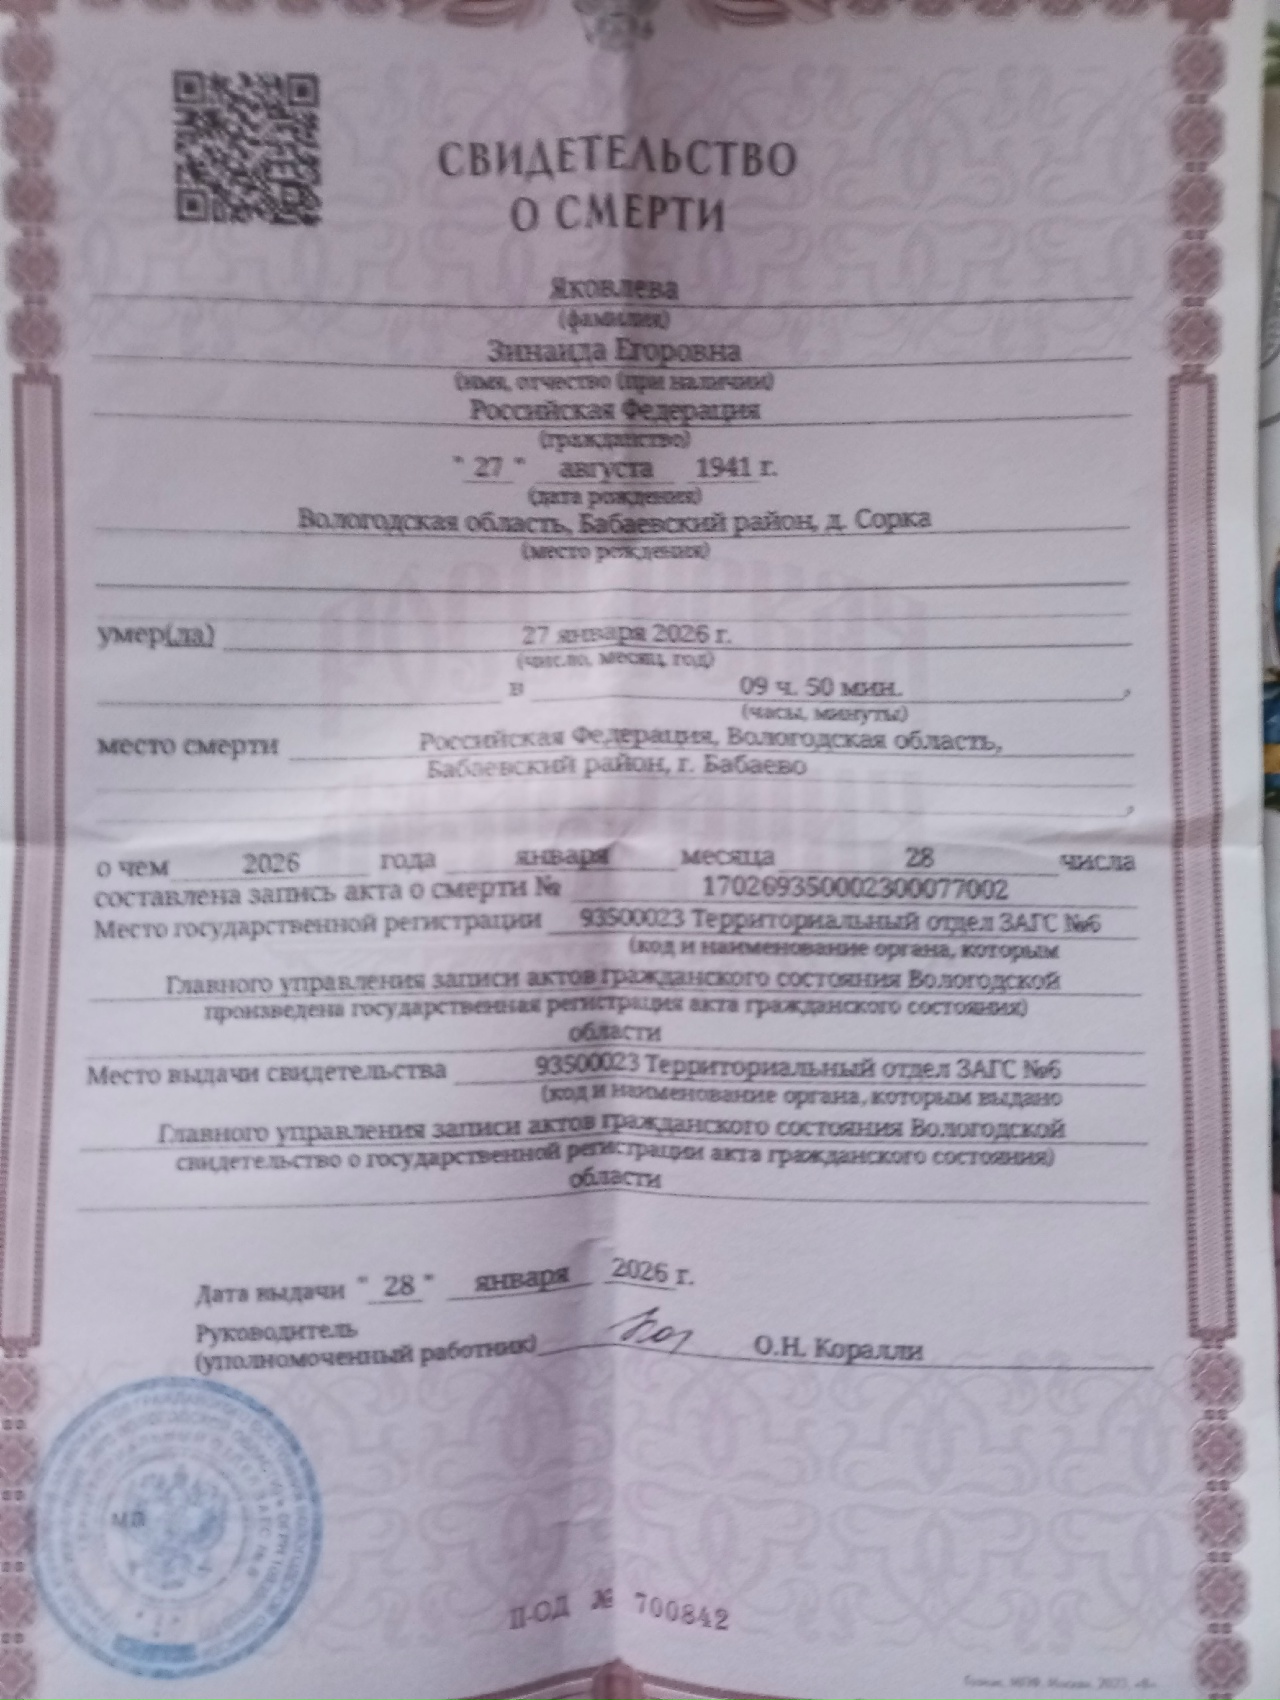 СВИДЕТЕЛЬСТВО
О СМЕРТИ
Яковлева
(фамилия)
Зинаида Егоровна
(имя, отчество (при наличии)
Российская Федерация
(гражданство)
" 27 " августа 1941 г.
(дата рождения)
Вологодская область, Бабаевский район, д. Сорка
(место рождения)
умер(ла) 27 января 2026 г.
(число, месяц, год)
в 09 ч. 50 мин. ,
(часы, минуты)
место смерти Российская Федерация, Вологодская область,
Бабаевский район, г. Бабаево
,
о чем 2026 года января месяца 28 числа
составлена запись акта о смерти № 170269350002300077002
Место государственной регистрации 93500023 Территориальный отдел ЗАГС №6
(код и наименование органа, которым
Главного управления записи актов гражданского состояния Вологодской
произведена государственная регистрация акта гражданского состояния)
области
Место выдачи свидетельства 93500023 Территориальный отдел ЗАГС №6
(код и наименование органа, которым выдано
Главного управления записи актов гражданского состояния Вологодской
свидетельство о государственной регистрации акта гражданского состояния)
области
Дата выдачи " 28 " января 2026 г.
Руководитель
(уполномоченный работник) О.Н. Коралли
М.П.
II-ОД № 700842